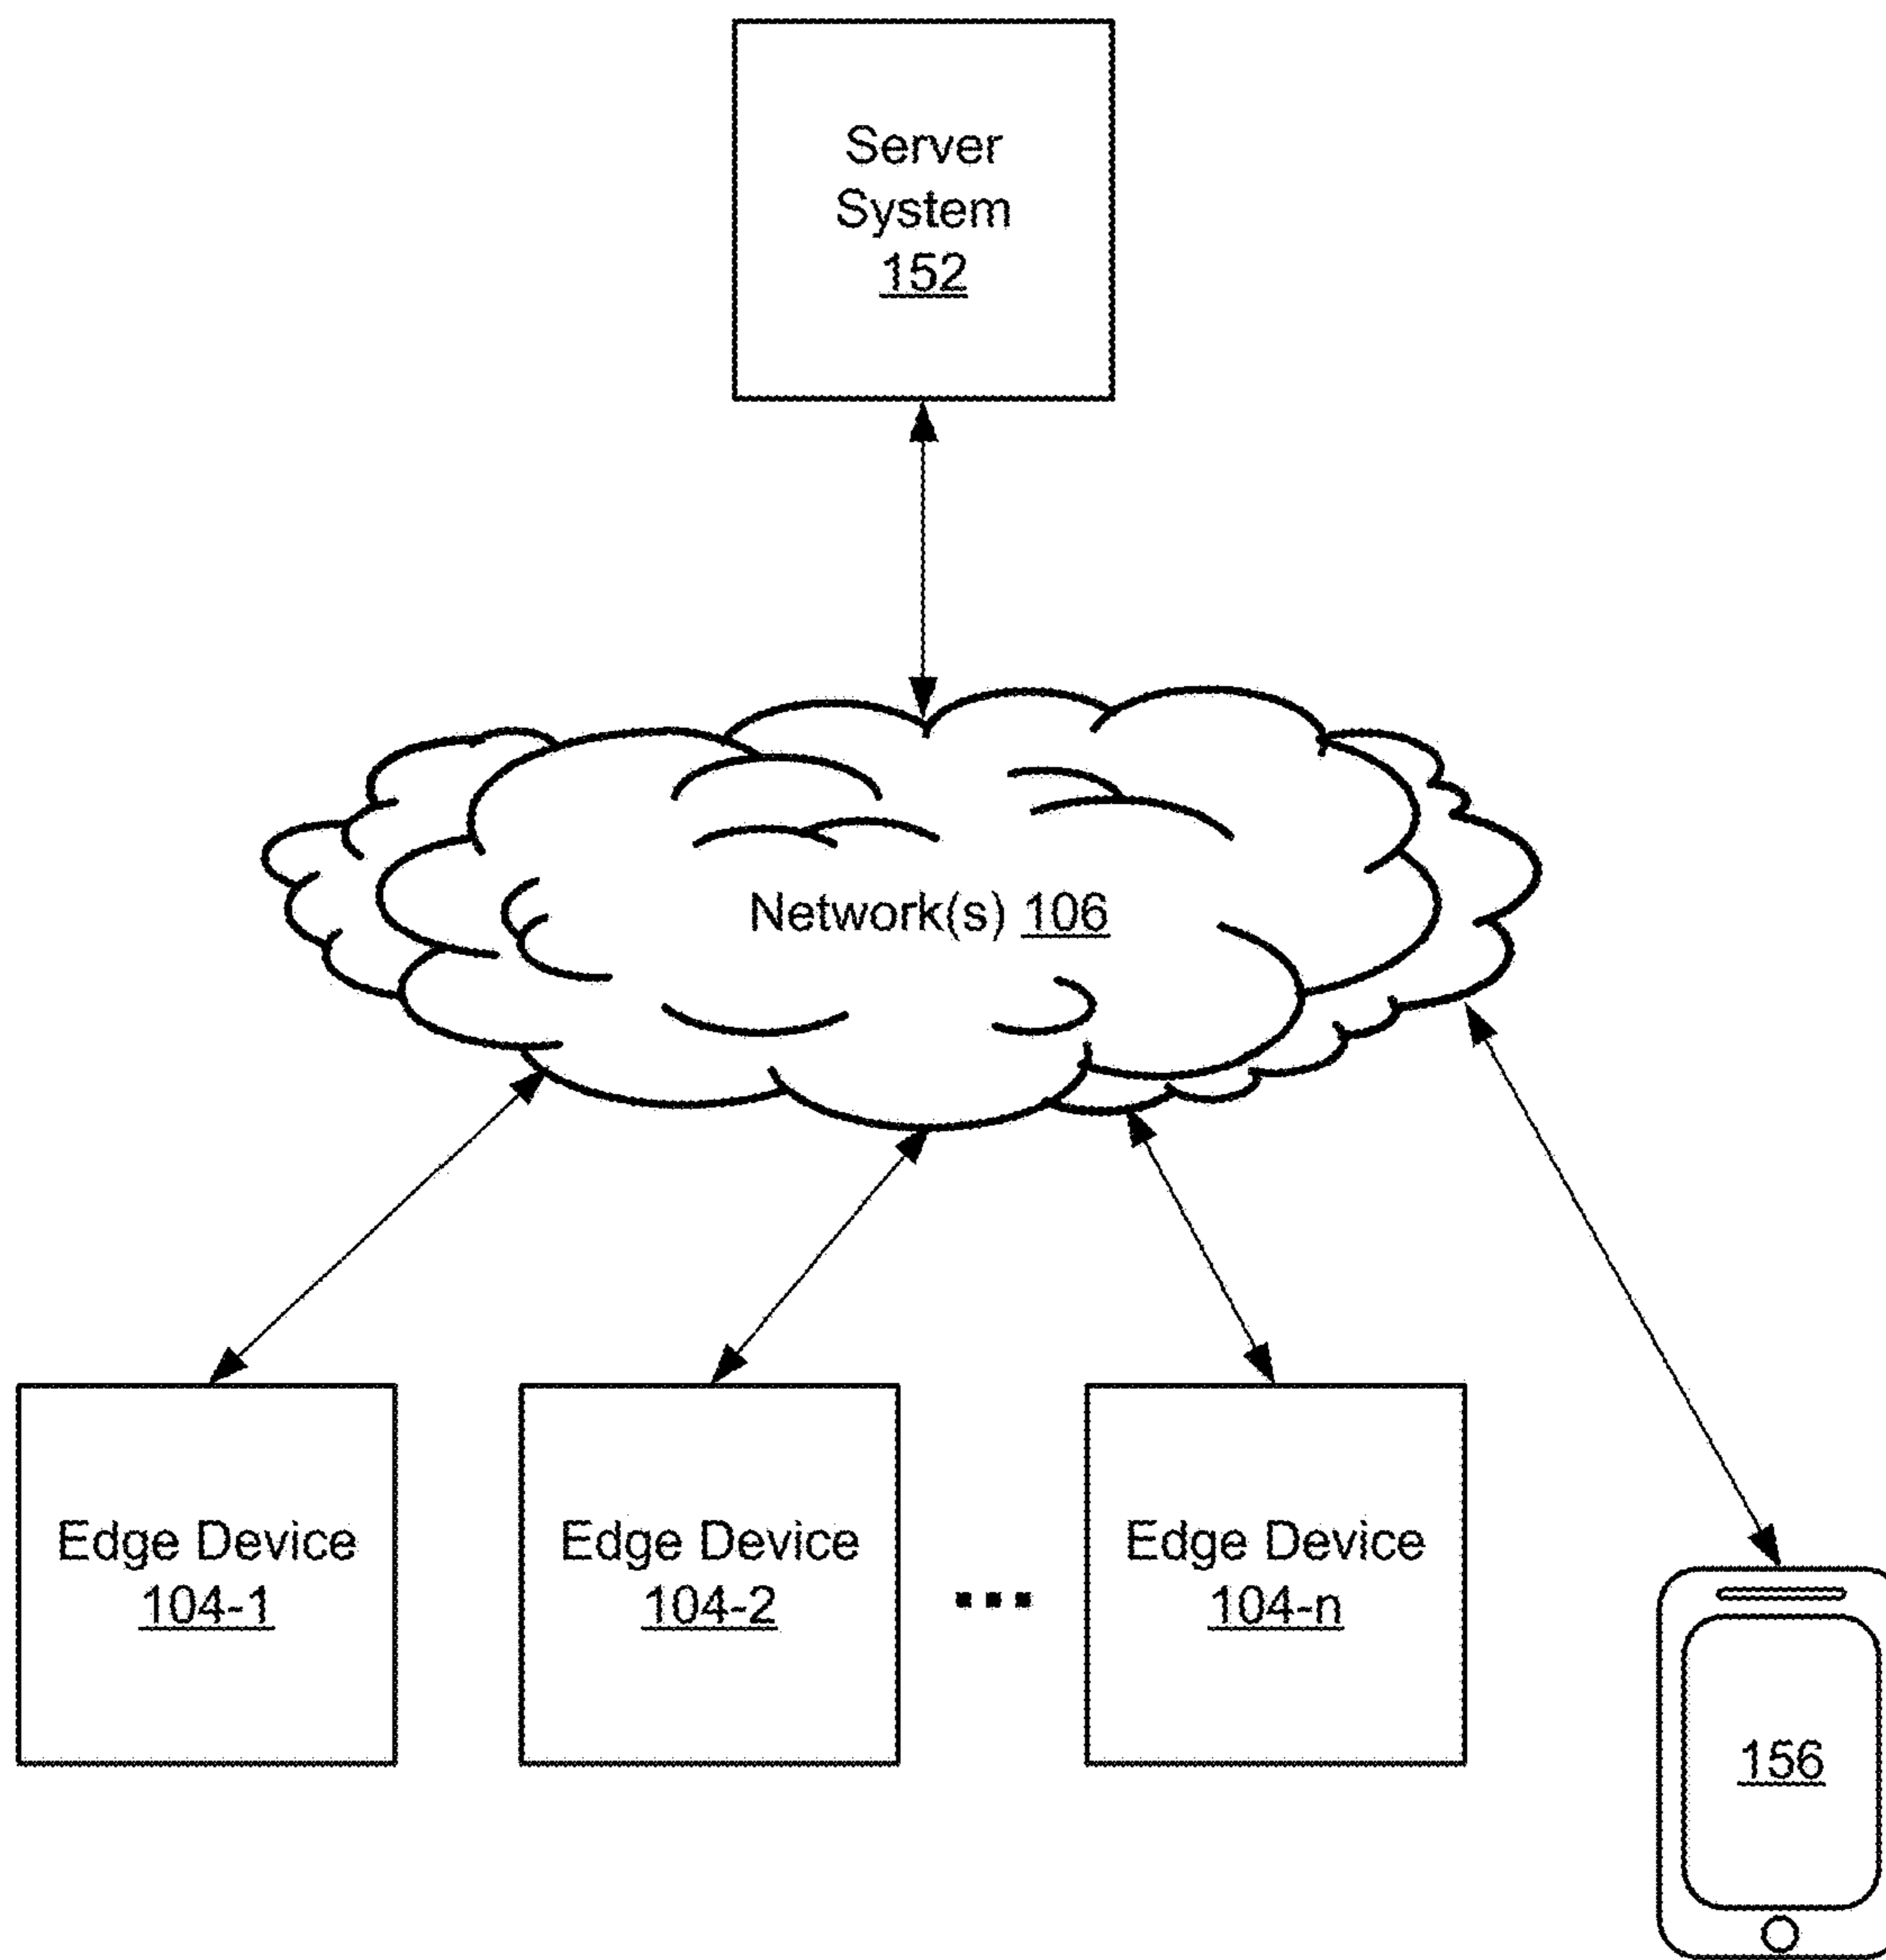 Server
System
152
Network(s) 106
Edge Device
104-1
Edge Device
104-2
...
Edge Device
104-n
156